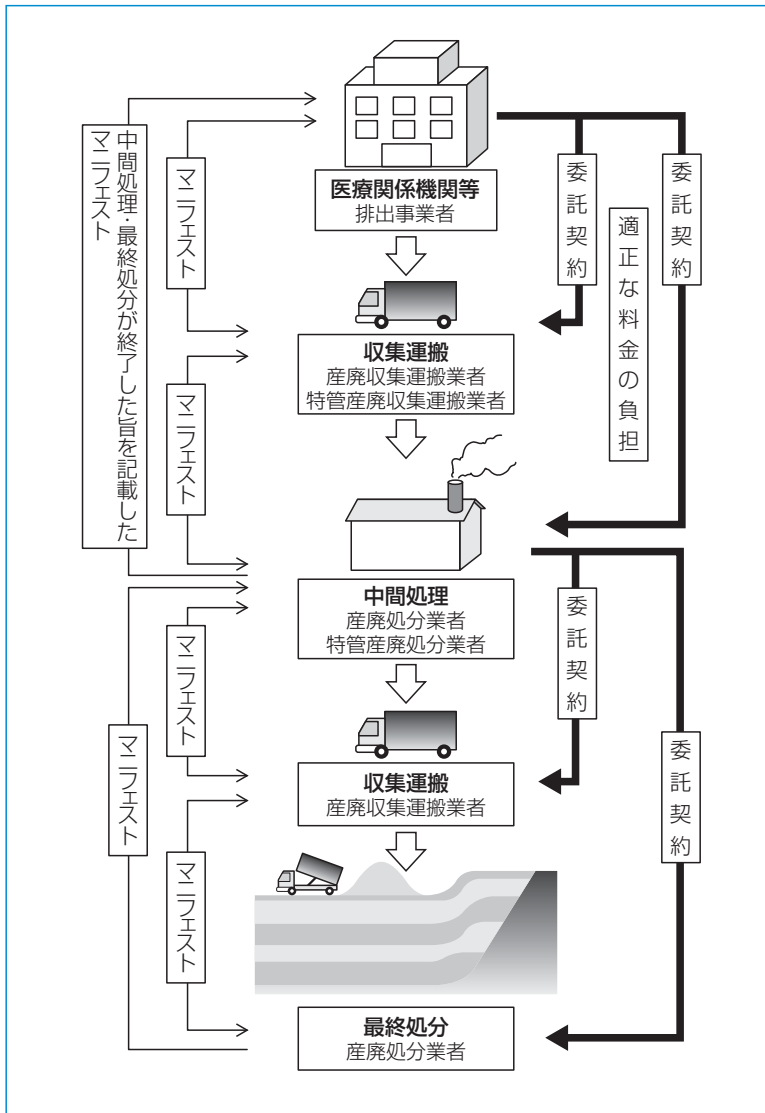 医療関係機関等
排出事業者
中間処理・最終処分が終了した旨を記載した
マニフェスト
マニフェスト
委託契約
適正な料金の負担
委託契約
収集運搬
産廃収集運搬業者
特管産廃収集運搬業者
マニフェスト
中間処理
産廃処分業者
特管産廃処分業者
マニフェスト
マニフェスト
委託契約
委託契約
収集運搬
産廃収集運搬業者
マニフェスト
最終処分
産廃処分業者